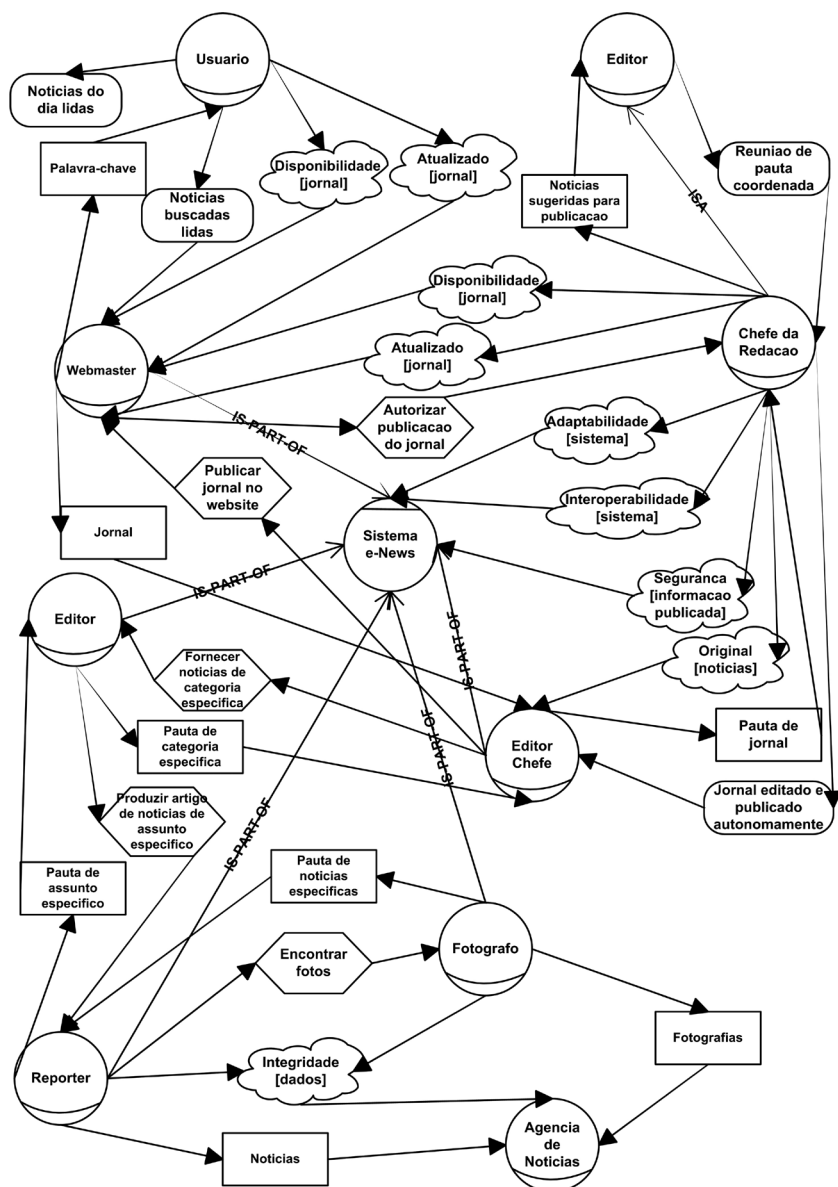 Usuario
Editor
Noticias do
dia lidas
Palavra-chave
Disponibilidade
[jornal]
Atualizado
[jornal]
Reuniao de
pauta
coordenada
Noticias
buscadas
lidas
Noticias
sugeridas para
publicacao
ISA
Disponibilidade
[jornal]
Chefe da
Redacao
Atualizado
[jornal]
Webmaster
IS-PART-OF
Autorizar
publicacao
do jornal
Adaptabilidade
[sistema]
Publicar
jornal no
website
Interoperabilidade
[sistema]
Jornal
Sistema
e-News
IS-PART-OF
Seguranca
[informacao
publicada]
Editor
IS-PART-OF
Original
[noticias]
Fornecer
noticias de
categoria
especifica
Pauta de
categoria
especifica
IS-PART-OF
Editor
Chefe
Pauta de
jornal
Produzir artigo
de noticias de
assunto
especifico
IS-PART-OF
Jornal editado e
publicado
autonomamente
Pauta de
assunto
especifico
Pauta de
noticias
especificas
Encontrar
fotos
Fotografo
Fotografias
Reporter
Integridade
[dados]
Agencia
de
Noticias
Noticias